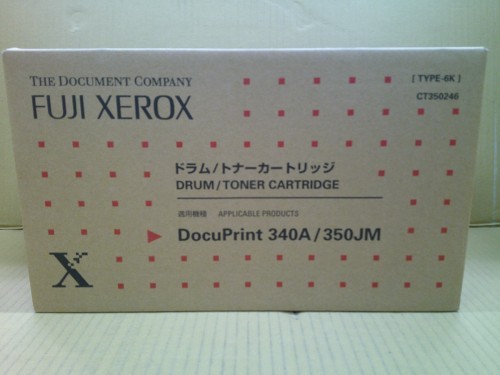 THE DOCUMENT COMPANY
FUJI XEROX
[ TYPE-6K ]
CT350246
ドラム/トナーカートリッジ
DRUM/TONER CARTRIDGE
適用機種 APPLICABLE PRODUCTS
DocuPrint 340A/350JM
X